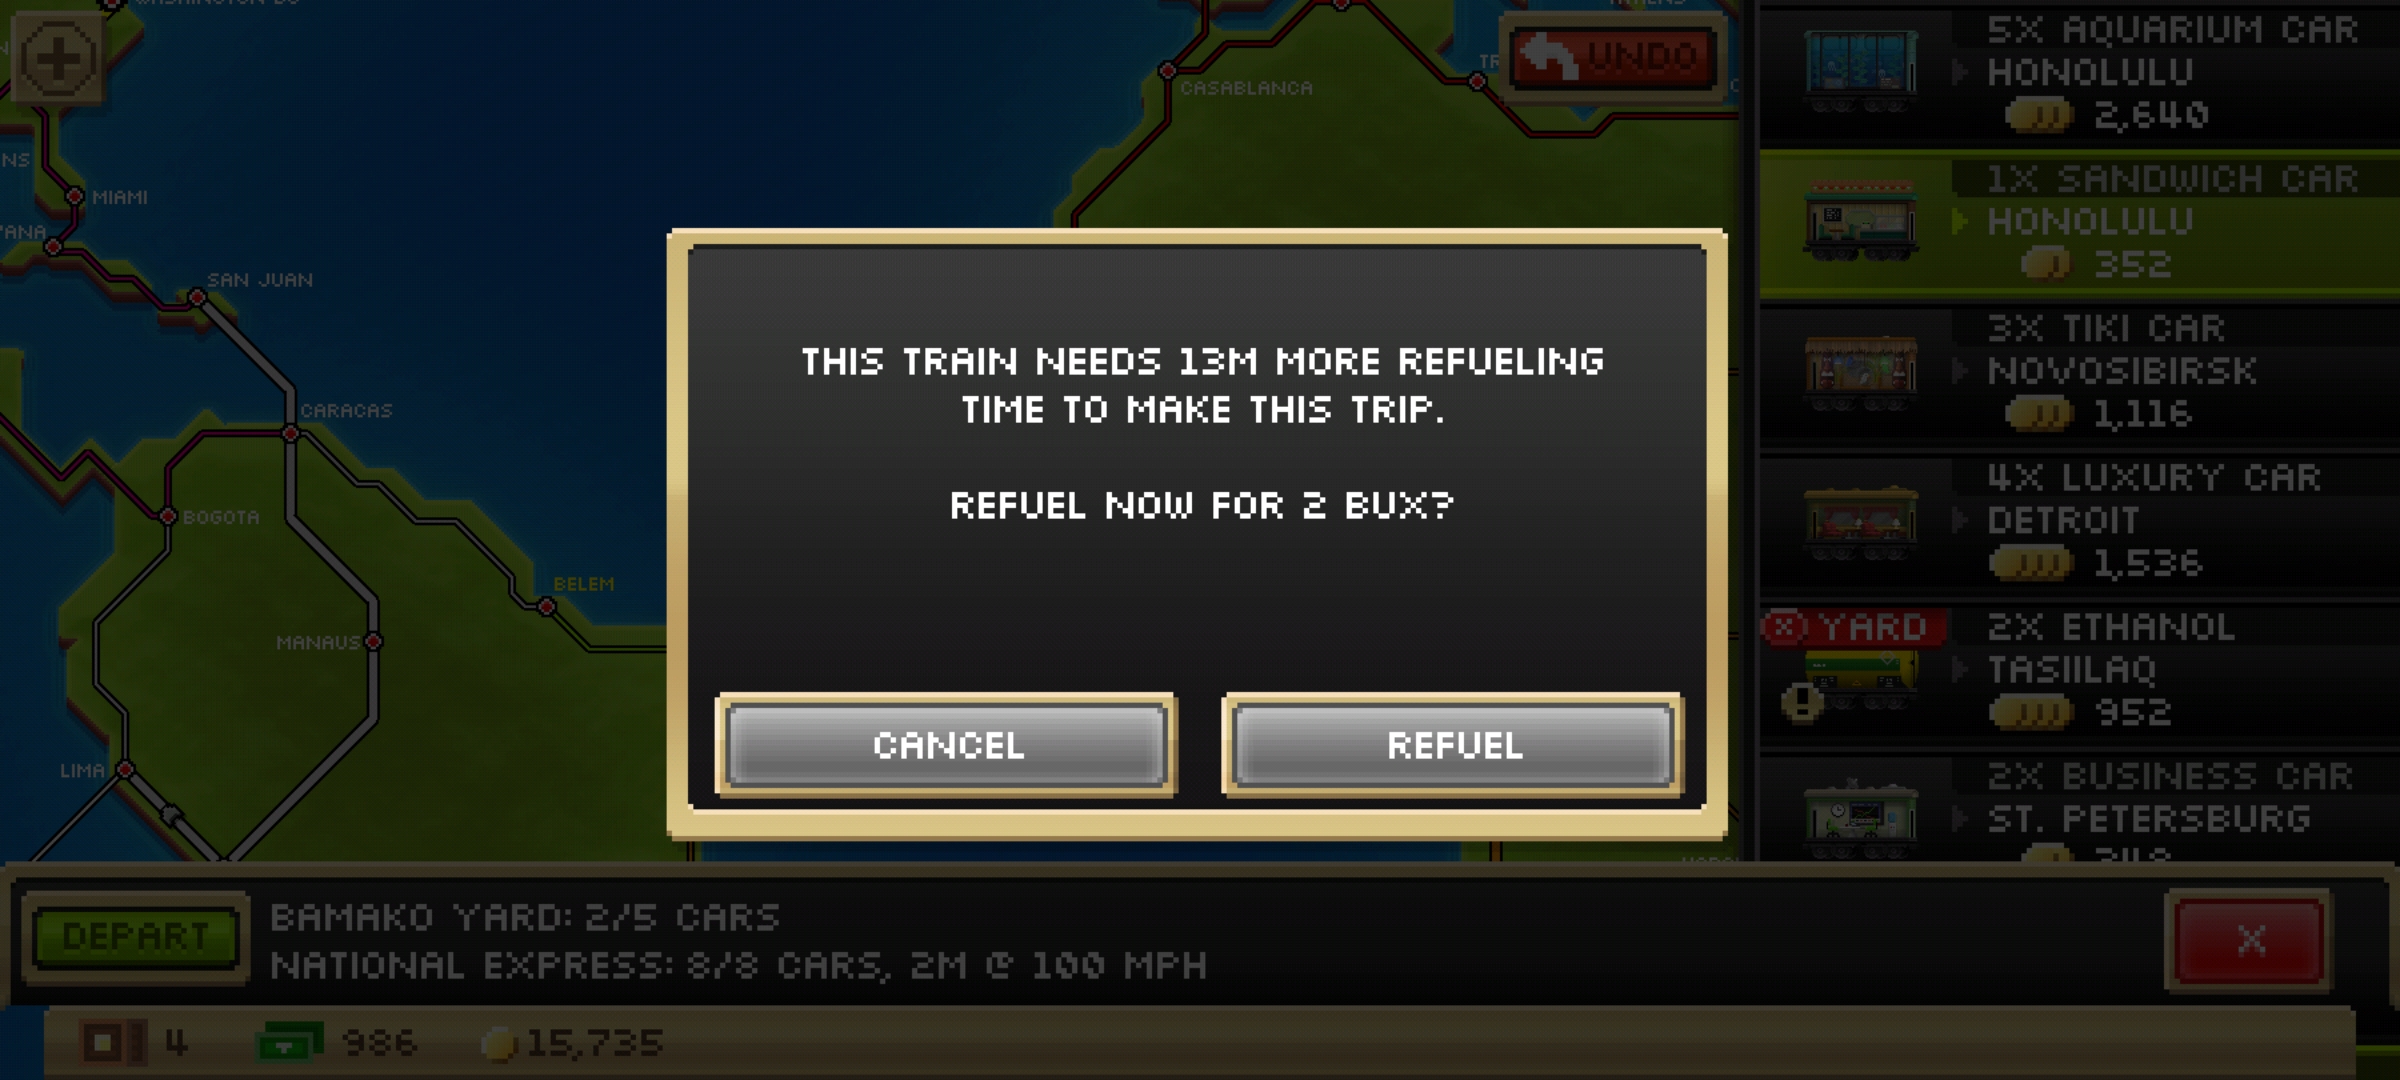 UNDO
CASABLANCA
MIAMI
SAN JUAN
CARACAS
BOGOTA
BELEM
MANAUS
LIMA
THIS TRAIN NEEDS 13M MORE REFUELING
TIME TO MAKE THIS TRIP.
REFUEL NOW FOR 2 BUX?
CANCEL
REFUEL
5X AQUARIUM CAR
HONOLULU
2,640
1X SANDWICH CAR
HONOLULU
352
3X TIKI CAR
NOVOSIBIRSK
1,116
4X LUXURY CAR
DETROIT
1,536
YARD
2X ETHANOL
TASIILAQ
952
2X BUSINESS CAR
ST. PETERSBURG
DEPART
BAMAKO YARD: 2/5 CARS
NATIONAL EXPRESS: 8/8 CARS, 2M @ 100 MPH
X
4
986
15,735